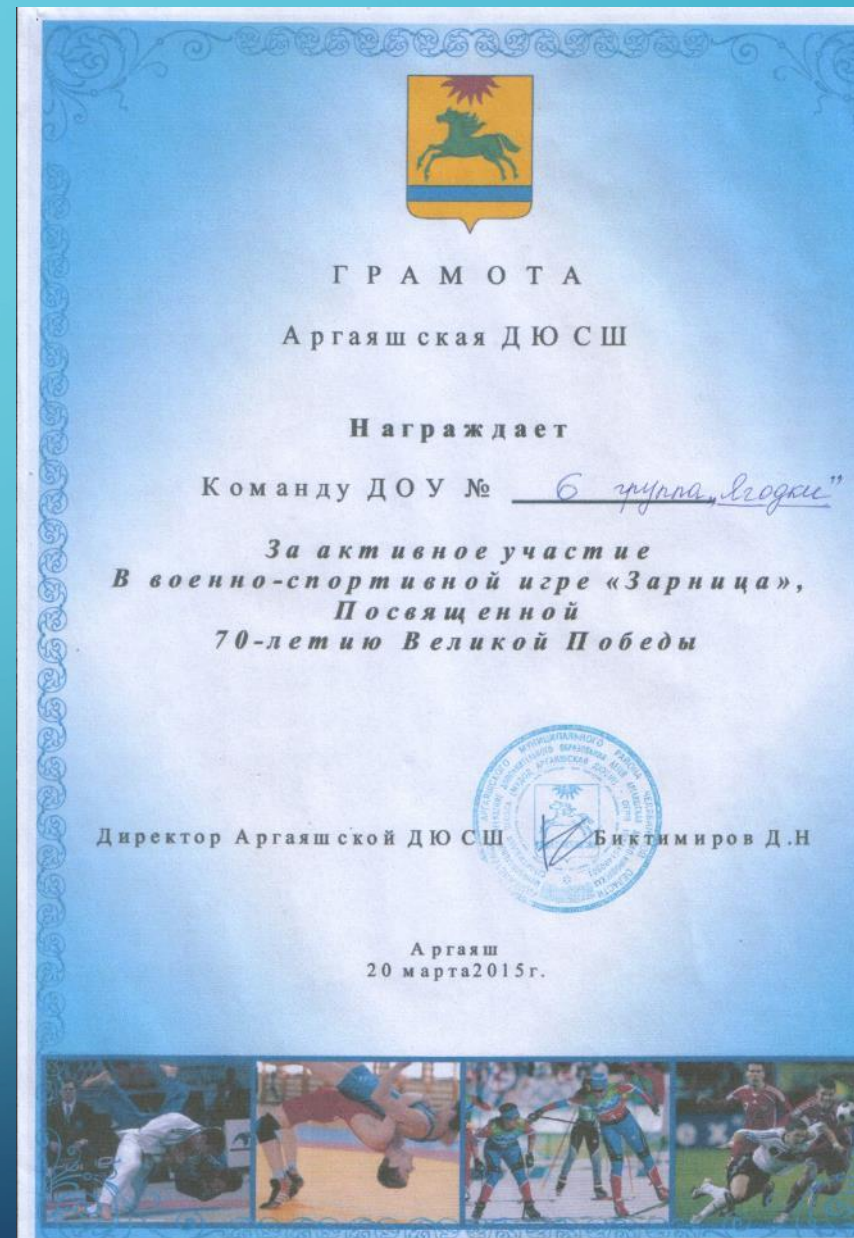 ГРАМОТА
Аргаяшская ДЮСШ
Награждает
Команду ДОУ № 6 группа „Ягодки”
За активное участие
В военно-спортивной игре «Зарница»,
Посвященной
70-летию Великой Победы
Директор Аргаяшской ДЮСШ Биктимиров Д.Н
Аргаяш
20 марта2015г.